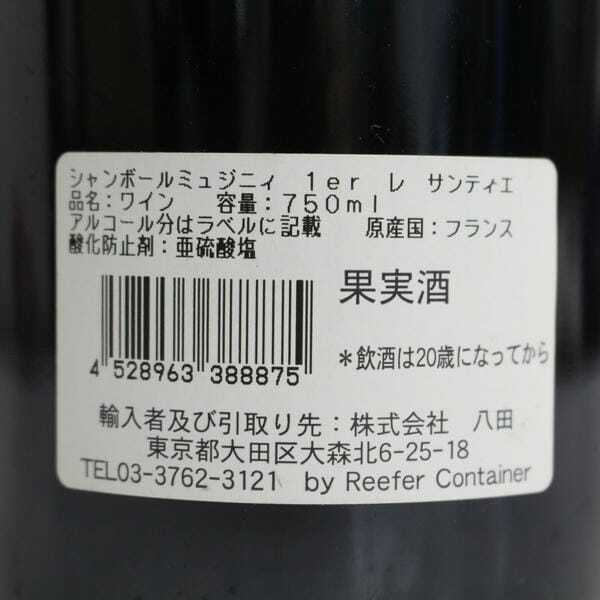 シャンボールミュジニィ　1er　レ　サンティエ
品名：ワイン　容量：750ml
アルコール分はラベルに記載　原産国：フランス
酸化防止剤：亜硫酸塩
果実酒
4 528963 388875
＊飲酒は20歳になってから
輸入者及び引取り先：株式会社　八田
東京都大田区大森北6-25-18
TEL03-3762-3121　by Reefer Container